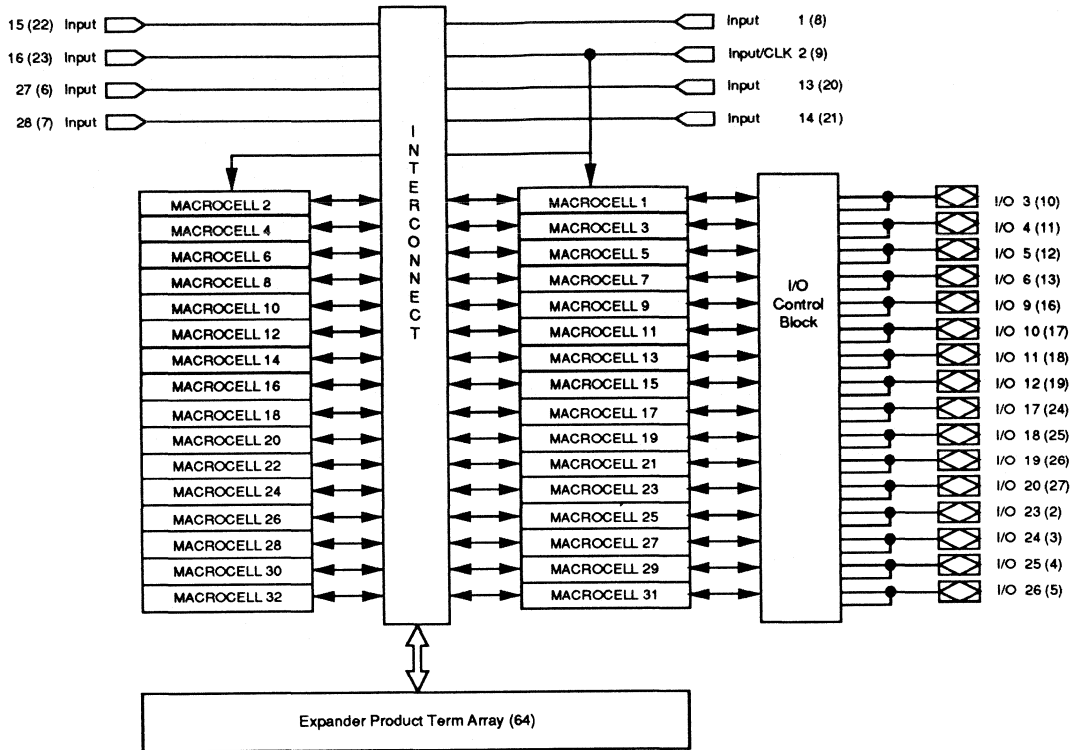 15 (22) Input
16 (23) Input
27 (6) Input
28 (7) Input
Input 1 (8)
Input/CLK 2 (9)
Input 13 (20)
Input 14 (21)
INTERCONNECT
MACROCELL 2
MACROCELL 4
MACROCELL 6
MACROCELL 8
MACROCELL 10
MACROCELL 12
MACROCELL 14
MACROCELL 16
MACROCELL 18
MACROCELL 20
MACROCELL 22
MACROCELL 24
MACROCELL 26
MACROCELL 28
MACROCELL 30
MACROCELL 32
MACROCELL 1
MACROCELL 3
MACROCELL 5
MACROCELL 7
MACROCELL 9
MACROCELL 11
MACROCELL 13
MACROCELL 15
MACROCELL 17
MACROCELL 19
MACROCELL 21
MACROCELL 23
MACROCELL 25
MACROCELL 27
MACROCELL 29
MACROCELL 31
I/O
Control
Block
I/O 3 (10)
I/O 4 (11)
I/O 5 (12)
I/O 6 (13)
I/O 9 (16)
I/O 10 (17)
I/O 11 (18)
I/O 12 (19)
I/O 17 (24)
I/O 18 (25)
I/O 19 (26)
I/O 20 (27)
I/O 23 (2)
I/O 24 (3)
I/O 25 (4)
I/O 26 (5)
Expander Product Term Array (64)